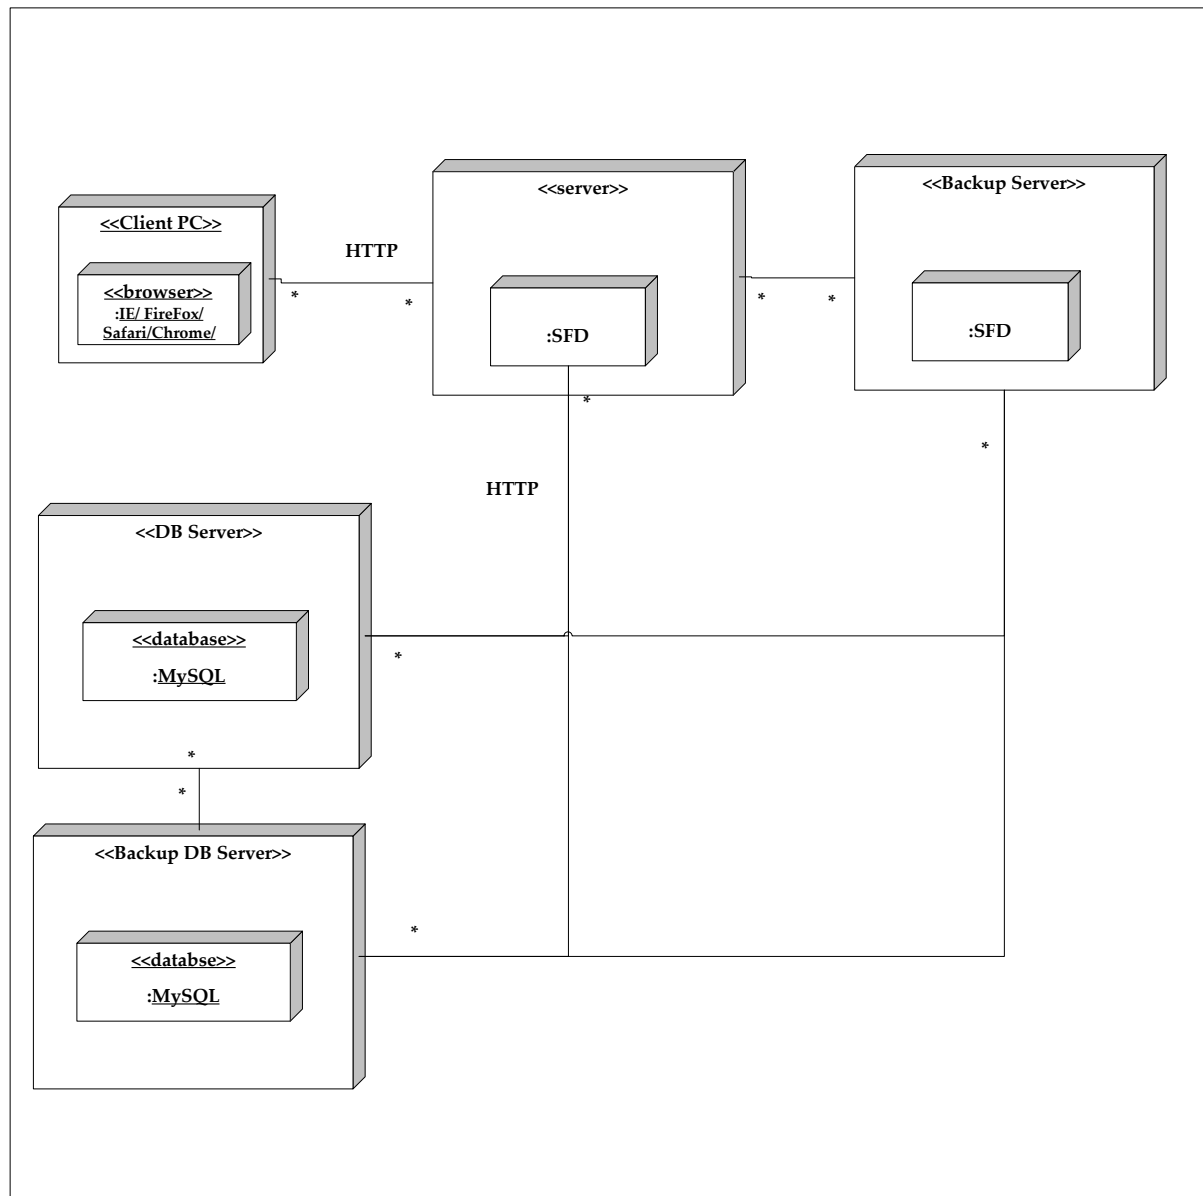 <<Client PC>>
<<browser>>
:IE/ FireFox/
Safari/Chrome/
HTTP
*
*
<<server>>
:SFD
*
*
*
<<Backup Server>>
:SFD
*
HTTP
<<DB Server>>
<<database>>
:MySQL
*
*
*
<<Backup DB Server>>
<<databse>>
:MySQL
*